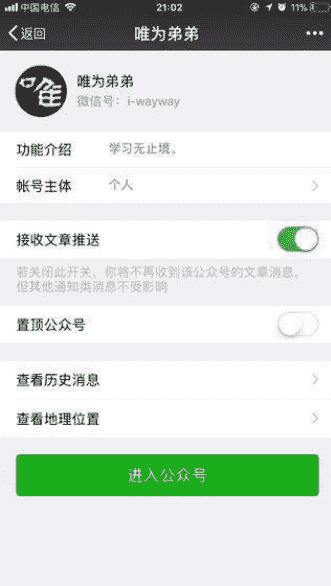 中国电信 21:02 11%
返回 唯为弟弟
唯
唯为弟弟
微信号: i-wayway
功能介绍 学习无止境。
帐号主体 个人
接收文章推送
若关闭此开关,你将不再收到该公众号的文章消息,
但其他通知类消息不受影响
置顶公众号
查看历史消息
查看地理位置
进入公众号